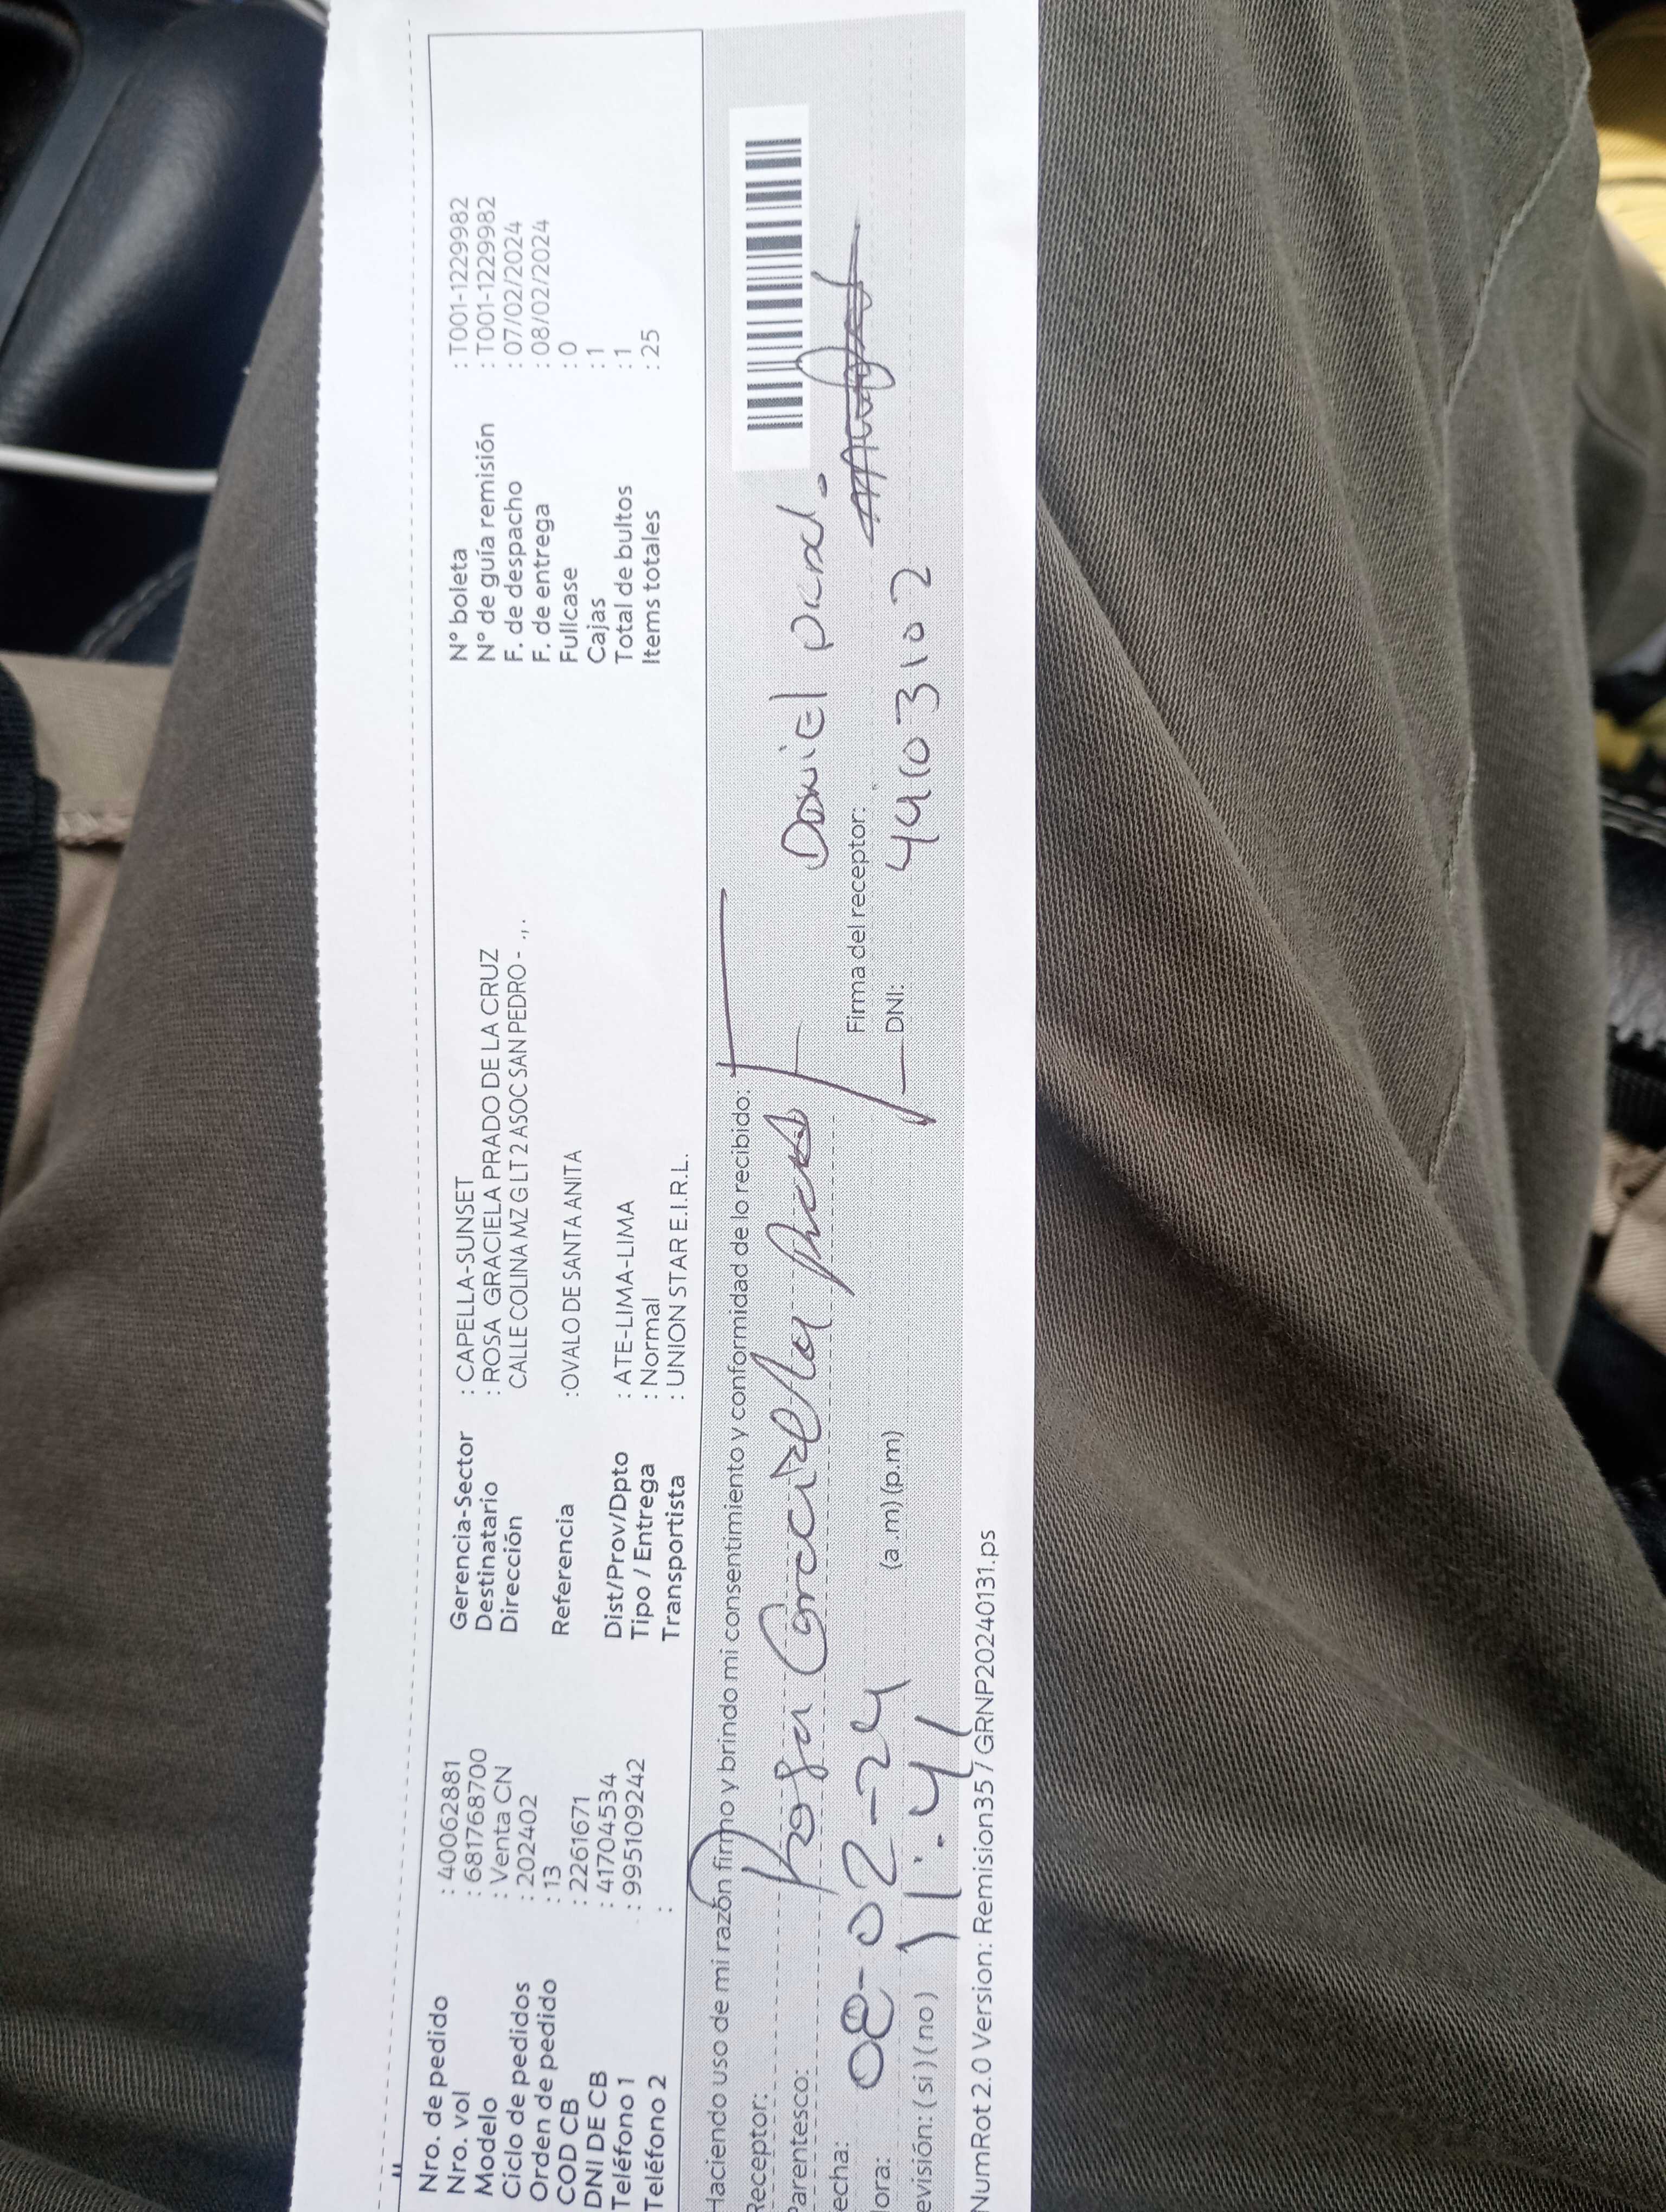 Nro. de pedido : 40062881
Nro. vol : 681768700
Modelo : Venta CN
Ciclo de pedidos : 202402
Orden de pedido : 13
COD CB : 2261671
DNI DE CB : 41704534
Teléfono 1 : 995109242
Teléfono 2 :
Gerencia-Sector : CAPELLA-SUNSET
Destinatario : ROSA GRACIELA PRADO DE LA CRUZ
Dirección CALLE COLINA MZ G LT 2 ASOC SAN PEDRO - ., .
Referencia :OVALO DE SANTA ANITA
Dist/Prov/Dpto : ATE-LIMA-LIMA
Tipo / Entrega : Normal
Transportista : UNION STAR E.I.R.L.
N° boleta : T001-1229982
N° de guía remisión : T001-1229982
F. de despacho : 07/02/2024
F. de entrega : 08/02/2024
Fullcase : 0
Cajas : 1
Total de bultos : 1
Items totales : 25
Haciendo uso de mi razón firmo y brindo mi consentimiento y conformidad de lo recibido:
Receptor: Rosa Graciela Prado
Parentesco:
echa: 08-02-24
ora: 11:41 (a.m) (p.m)
evisión: ( si ) ( no )
Daniel
Firma del receptor:
DNI:
NumRot 2.0 Version: Remision35 / GRNP20240131.ps